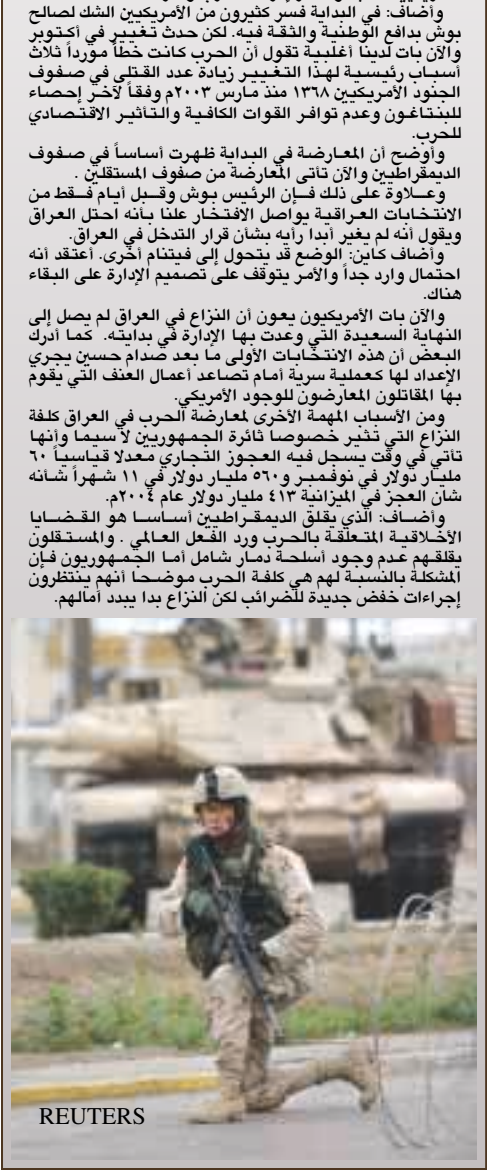 وأضاف: في البداية فسر كثيرون من الأمريكيين الشك لصالح
بوش بدافع الوطنية والثقة فيه. لكن حدث تغيير في أكتوبر
والآن بات لدينا أغلبية تقول أن الحرب كانت خطأ مورداً ثلاث
أسباب رئيسية لهذا التغيير زيادة عدد القتلى في صفوف
الجنود الأمريكيين ١٣٦٨ منذ مارس ٢٠٠٣م وفقاً لآخر إحصاء
للبنتاغون وعدم توافر القوات الكافية والتأثير الاقتصادي
للحرب.
وأوضح أن المعارضة في البداية ظهرت أساساً في صفوف
الديمقراطيين والآن تأتى المعارضة من صفوف المستقلين .
وعلاوة على ذلك فإن الرئيس بوش وقبل أيام فقط من
الانتخابات العراقية يواصل الافتخار علنا بأنه احتل العراق
ويقول أنه لم يغير أبدا رأيه بشأن قرار التدخل في العراق.
وأضاف كاين: الوضع قد يتحول إلى فيتنام أخرى. أعتقد أنه
احتمال وارد جداً والأمر يتوقف على تصميم الإدارة على البقاء
هناك.
والآن بات الأمريكيون يعون أن النزاع في العراق لم يصل إلى
النهاية السعيدة التي وعدت بها الإدارة في بدايته. كما أدرك
البعض أن هذه الانتخابات الأولى ما بعد صدام حسين يجري
الإعداد لها كعملية سرية أمام تصاعد أعمال العنف التي يقوم
بها المقاتلون المعارضون للوجود الأمريكي.
ومن الأسباب المهمة الأخرى لمعارضة الحرب في العراق كلفة
النزاع التي تثير خصوصا ثائرة الجمهوريين لا سيما وأنها
تأتي في وقت يسجل فيه العجوز التجاري معدلا قياسياً ٦٠
مليار دولار في نوفمبر و٥٦٠ مليار دولار في ١١ شهراً شأنه
شان العجز في الميزانية ٤١٣ مليار دولار عام ٢٠٠٤م.
وأضاف: الذي يقلق الديمقراطيين أساسا هو القضايا
الأخلاقية المتعلقة بالحرب ورد الفعل العالمي . والمستقلون
يقلقهم عدم وجود أسلحة دمار شامل أما الجمهوريون فإن
المشكلة بالنسبة لهم هي كلفة الحرب موضحا أنهم ينتظرون
إجراءات خفض جديدة للضرائب لكن النزاع بدا يبدد آمالهم.
REUTERS